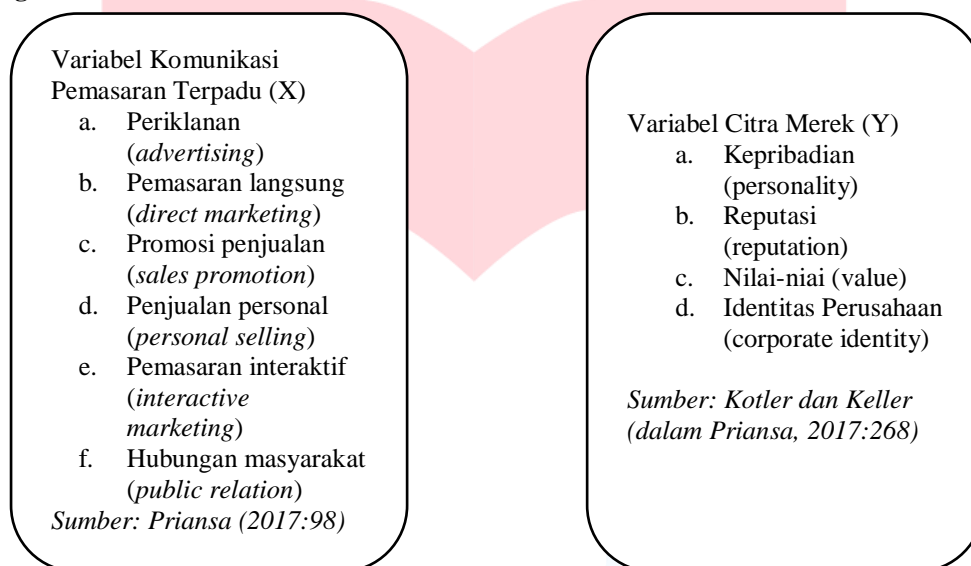 Variabel Komunikasi
Pemasaran Terpadu (X)
a. Periklanan
(advertising)
b. Pemasaran langsung
(direct marketing)
c. Promosi penjualan
(sales promotion)
d. Penjualan personal
(personal selling)
e. Pemasaran interaktif
(interactive
marketing)
f. Hubungan masyarakat
(public relation)
Sumber: Priansa (2017:98)
Variabel Citra Merek (Y)
a. Kepribadian
(personality)
b. Reputasi
(reputation)
c. Nilai-niai (value)
d. Identitas Perusahaan
(corporate identity)
Sumber: Kotler dan Keller
(dalam Priansa, 2017:268)